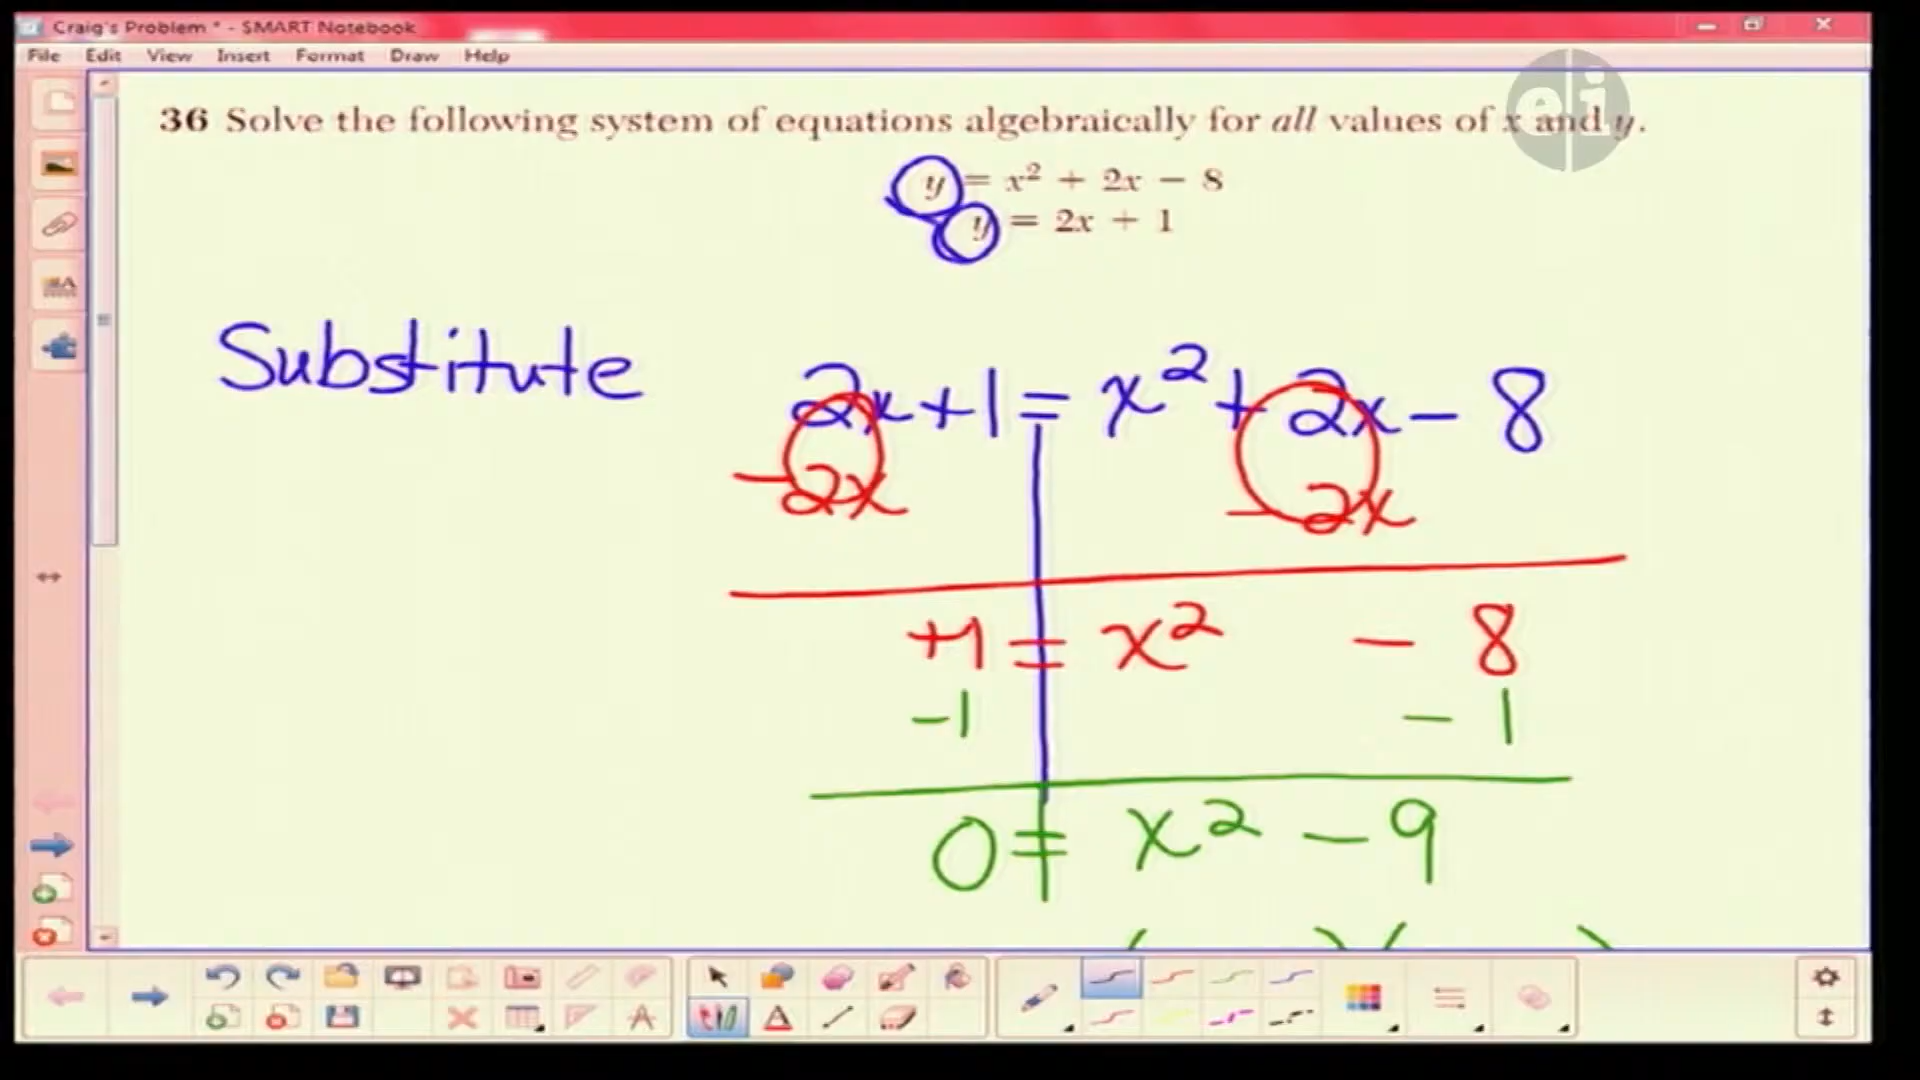 Craig's Problem * - SMART Notebook
File Edit View Insert Format Draw Help
eli
36 Solve the following system of equations algebraically for all values of x and y.
y = x² + 2x − 8
y = 2x + 1
Substitute
2x+1 = x²+2x−8
−2x −2x
+1 = x² − 8
−1 −1
0 = x² − 9
( )( )